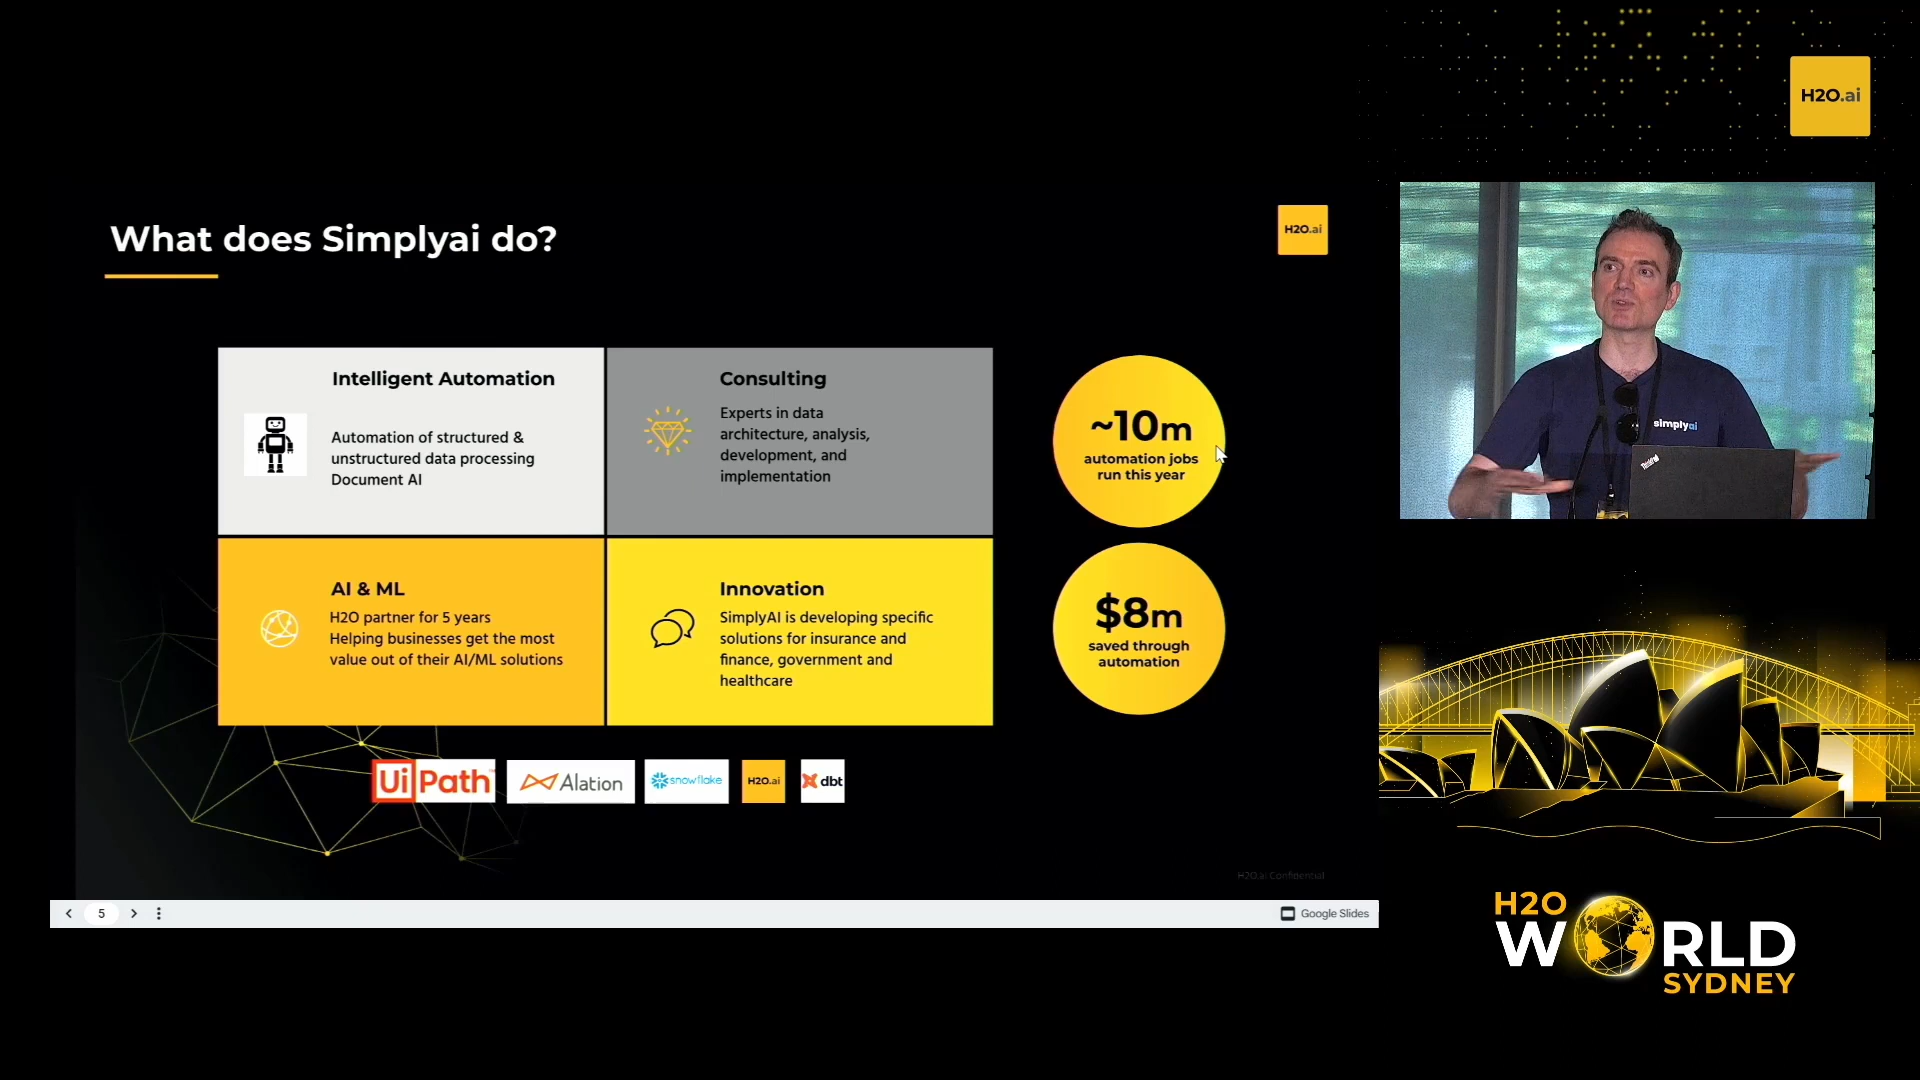 H2O.ai
What does Simplyai do?
H2O.ai
Intelligent Automation
Automation of structured &
unstructured data processing
Document AI
Consulting
Experts in data
architecture, analysis,
development, and
implementation
~10m
automation jobs
run this year
AI & ML
H2O partner for 5 years
Helping businesses get the most
value out of their AI/ML solutions
Innovation
SimplyAI is developing specific
solutions for insurance and
finance, government and
healthcare
$8m
saved through
automation
UiPath
Alation
snowflake
H2O.ai
dbt
H2O.ai Confidential
5
Google Slides
simplyai
ThinkPad
H2O
WORLD
SYDNEY